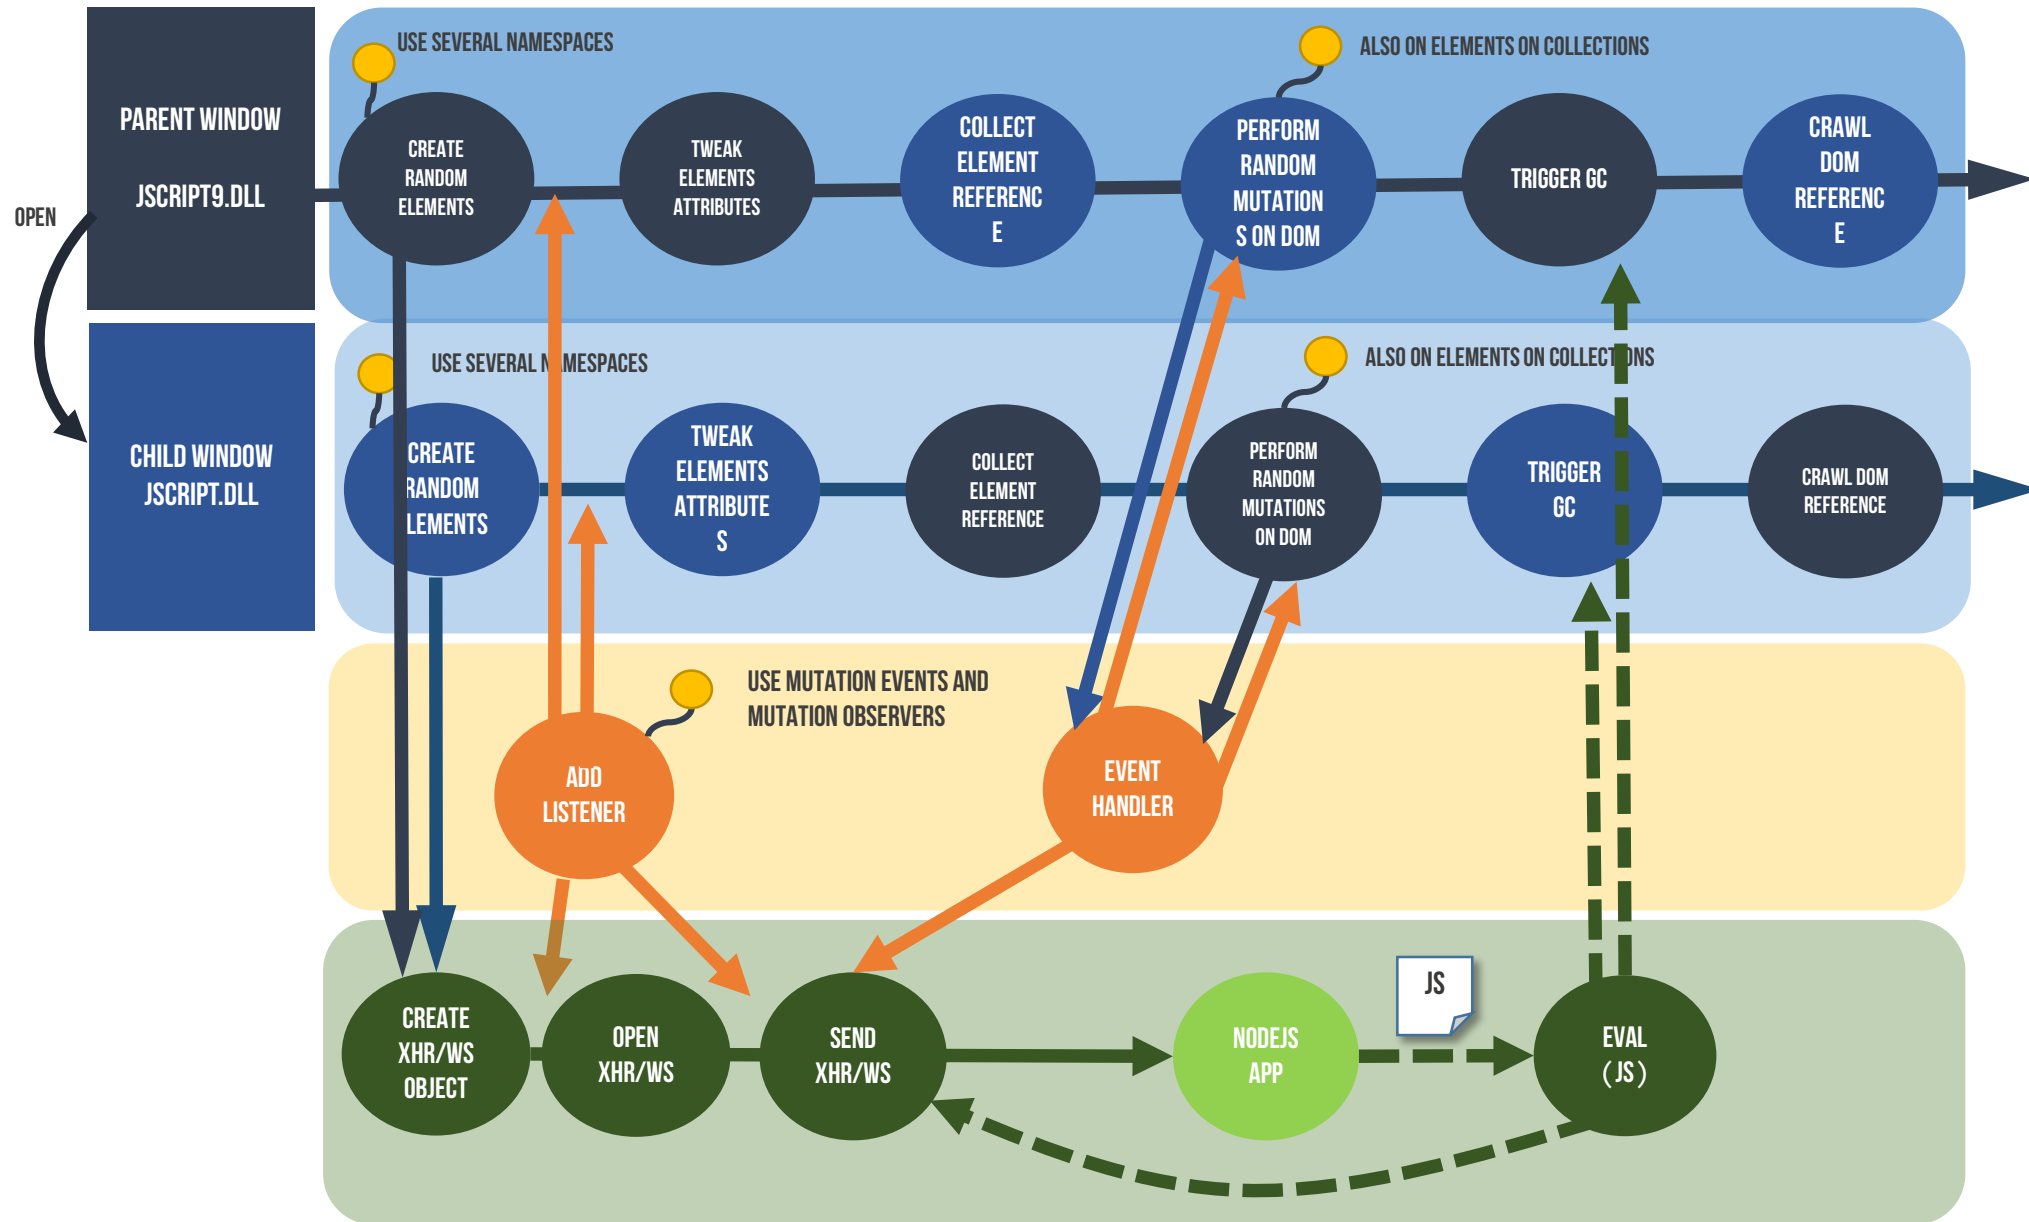 PARENT WINDOW
JSCRIPT9.DLL
OPEN
USE SEVERAL NAMESPACES
ALSO ON ELEMENTS ON COLLECTIONS
CREATE
RANDOM
ELEMENTS
TWEAK
ELEMENTS
ATTRIBUTES
COLLECT
ELEMENT
REFERENC
E
PERFORM
RANDOM
MUTATION
S ON DOM
TRIGGER GC
CRAWL
DOM
REFERENC
E
CHILD WINDOW
JSCRIPT.DLL
USE SEVERAL NAMESPACES
ALSO ON ELEMENTS ON COLLECTIONS
CREATE
RANDOM
ELEMENTS
TWEAK
ELEMENTS
ATTRIBUTE
S
COLLECT
ELEMENT
REFERENCE
PERFORM
RANDOM
MUTATIONS
ON DOM
TRIGGER
GC
CRAWL DOM
REFERENCE
USE MUTATION EVENTS AND
MUTATION OBSERVERS
ADD
LISTENER
EVENT
HANDLER
CREATE
XHR/WS
OBJECT
OPEN
XHR/WS
SEND
XHR/WS
NODEJS
APP
JS
EVAL
(JS)